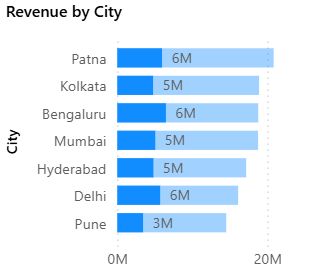 Revenue by City
City
Patna 6M
Kolkata 5M
Bengaluru 6M
Mumbai 5M
Hyderabad 5M
Delhi 6M
Pune 3M
0M 20M